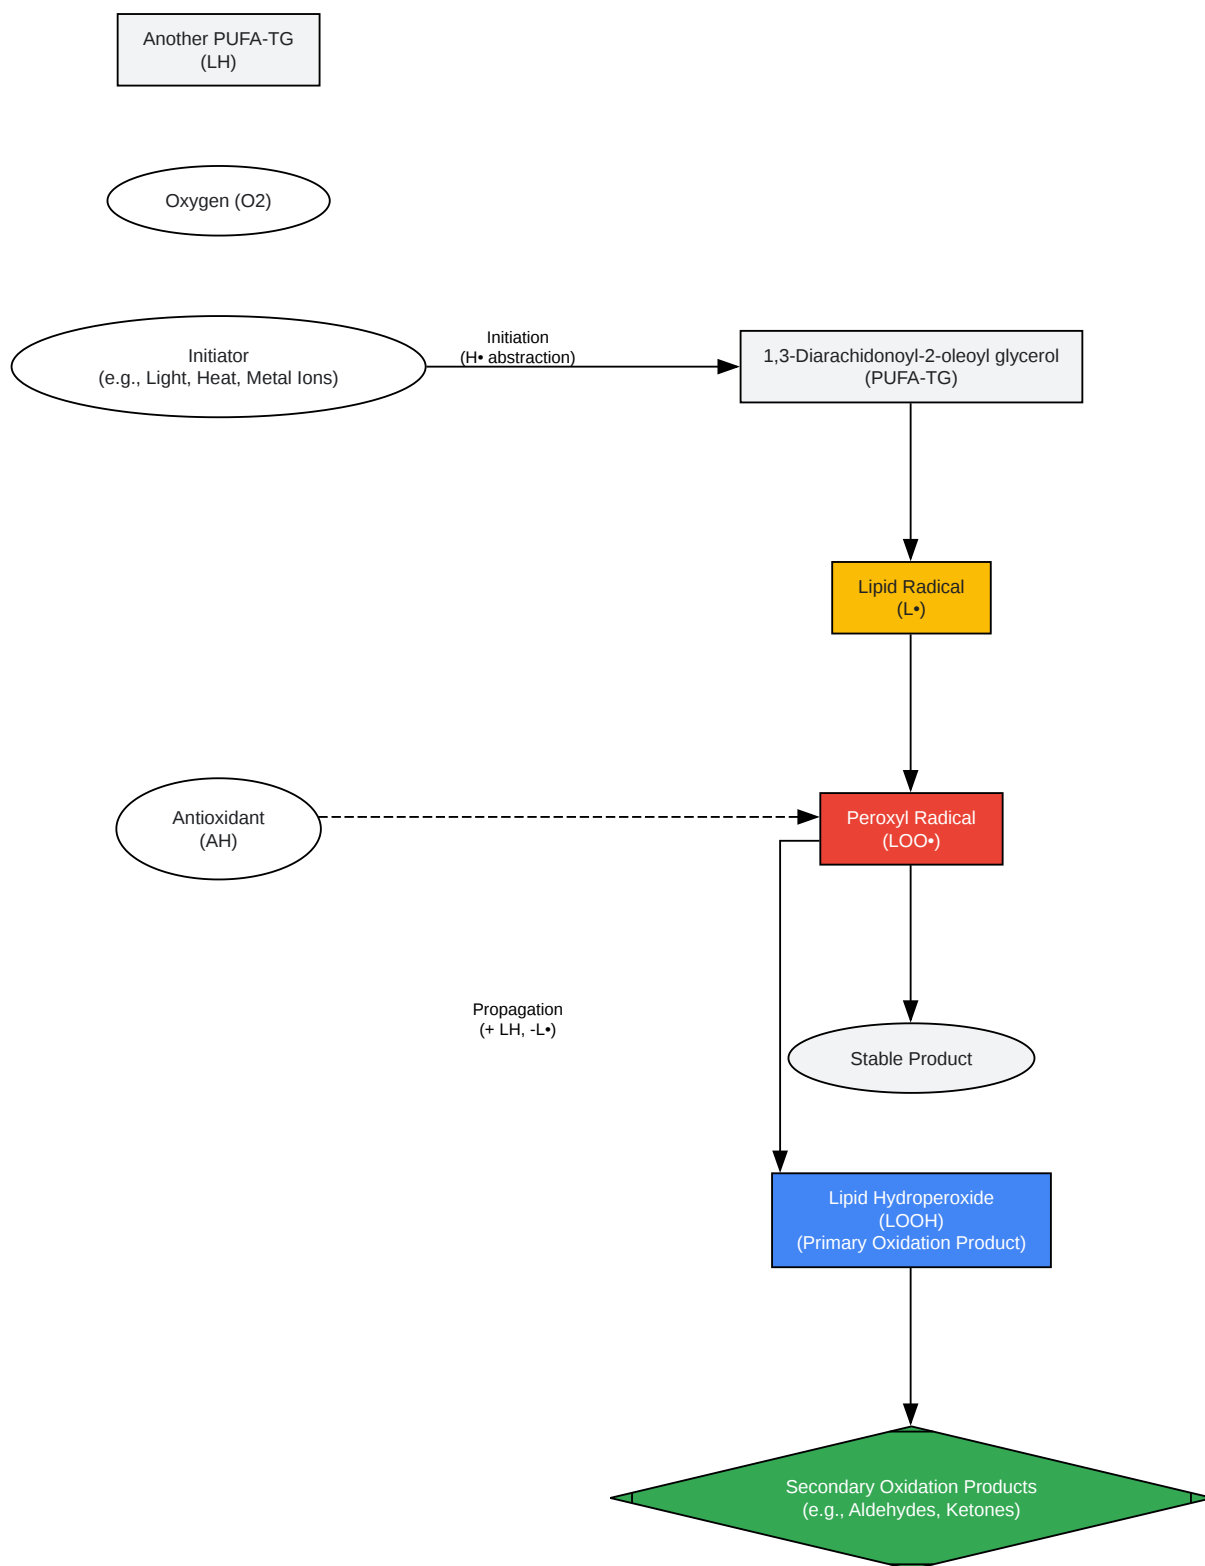 Another PUFA-TG
(LH)
Oxygen (O2)
Initiator
(e.g., Light, Heat, Metal Ions)
Initiation
(H• abstraction)
1,3-Diarachidonoyl-2-oleoyl glycerol
(PUFA-TG)
Lipid Radical
(L•)
Antioxidant
(AH)
Peroxyl Radical
(LOO•)
Propagation
(+ LH, -L•)
Stable Product
Lipid Hydroperoxide
(LOOH)
(Primary Oxidation Product)
Secondary Oxidation Products
(e.g., Aldehydes, Ketones)